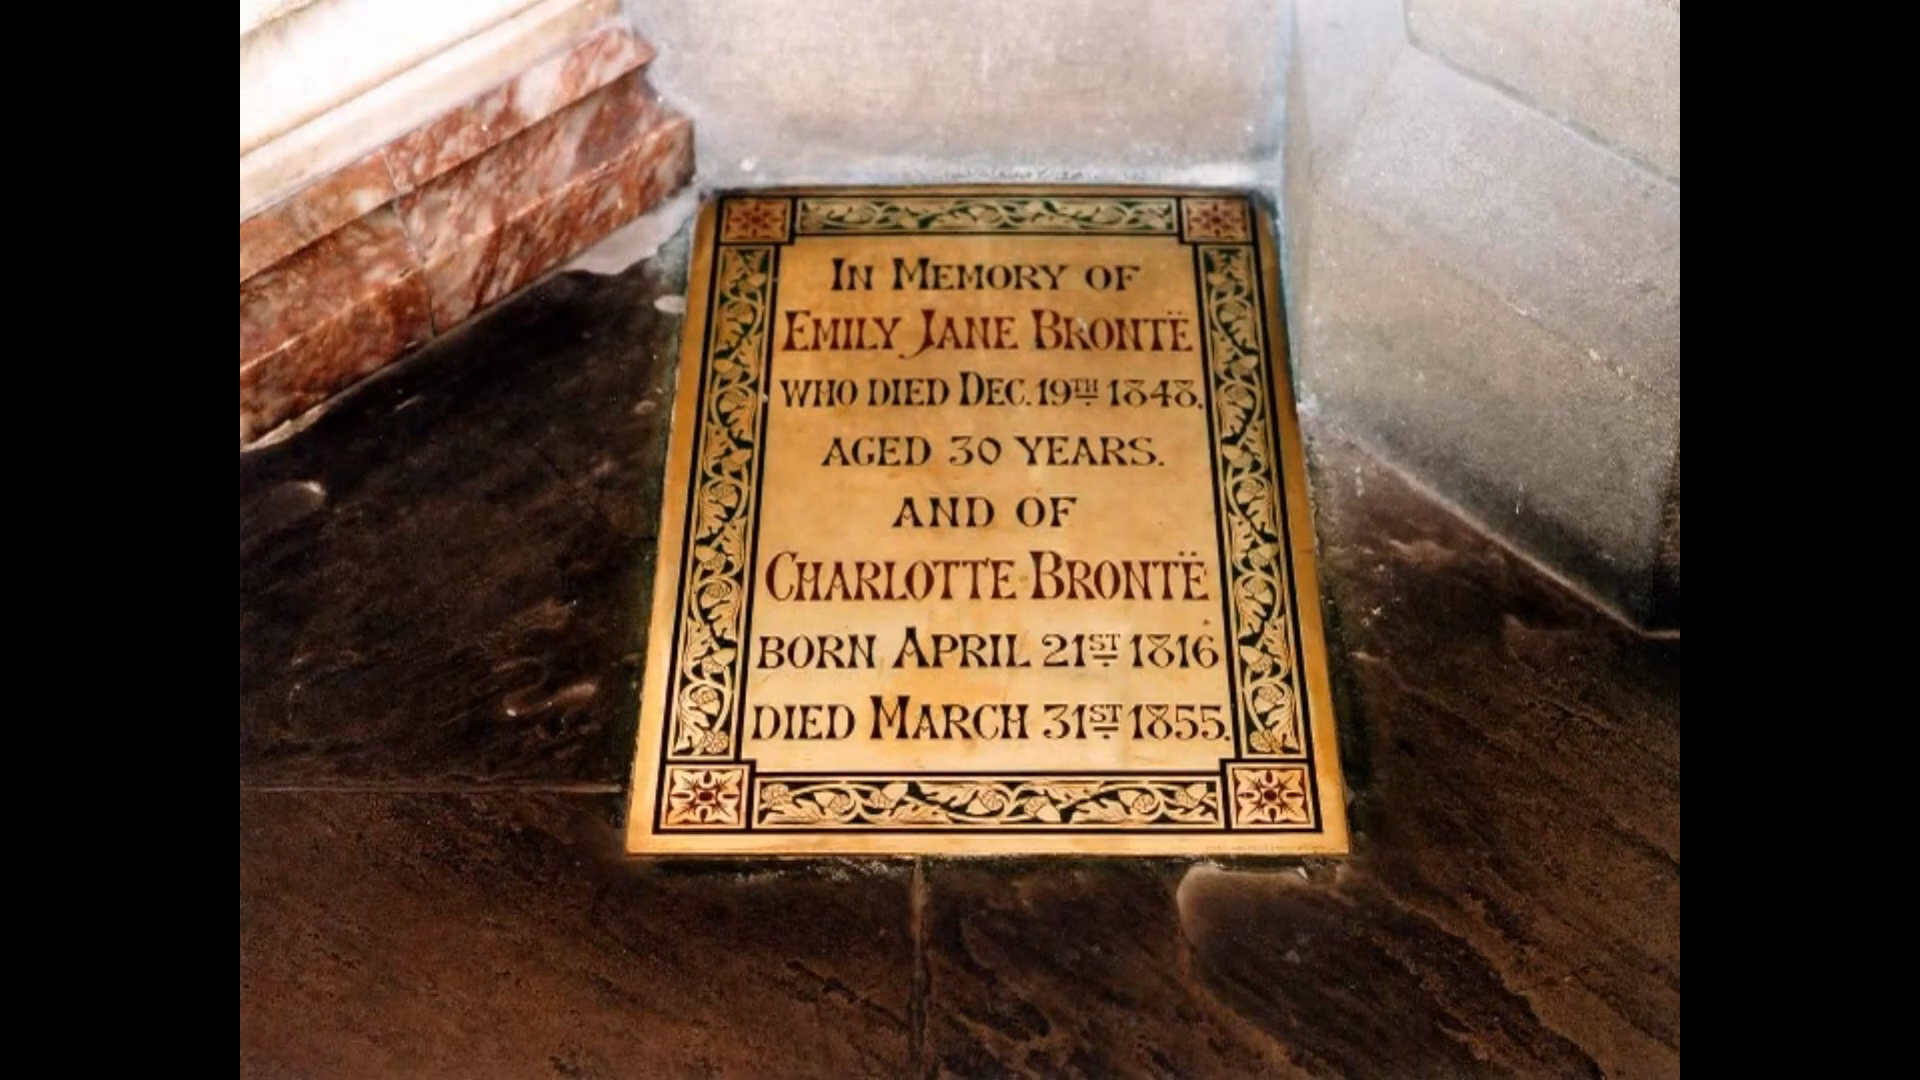 In Memory of
Emily Jane Brontë
who died Dec. 19th 1848.
aged 30 years.
and of
Charlotte Brontë
born April 21st 1816
died March 31st 1855.